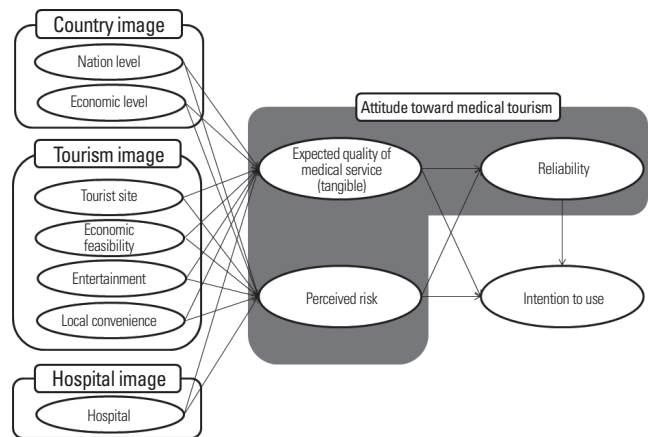 Country image
Nation level
Economic level
Tourism image
Tourist site
Economic
feasibility
Entertainment
Local convenience
Hospital image
Hospital
Attitude toward medical tourism
Expected quality of
medical service
(tangible)
Reliability
Perceived risk
Intention to use